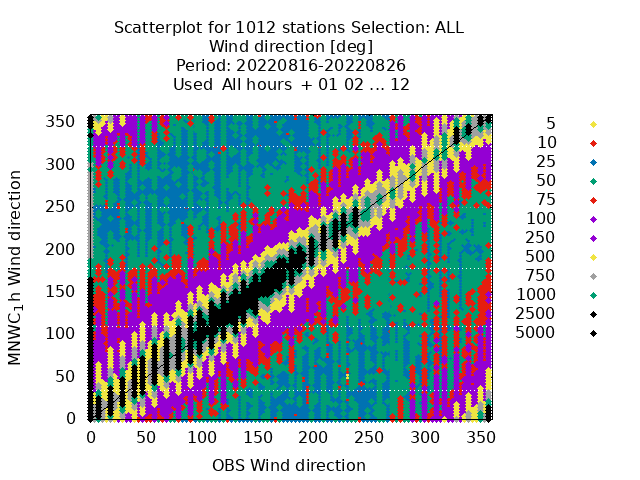 Scatterplot for 1012 stations Selection: ALL
Wind direction [deg]
Period: 20220816-20220826
Used  All hours  + 01 02 ... 12
MNWC_1h Wind direction
350
300
250
200
150
100
50
0
0 50 100 150 200 250 300 350
OBS Wind direction
5
10
25
50
75
100
250
500
750
1000
2500
5000